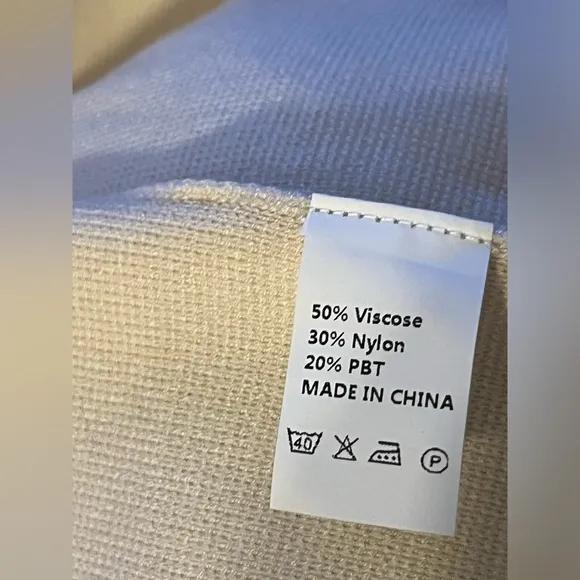 50% Viscose
30% Nylon
20% PBT
MADE IN CHINA
40 P